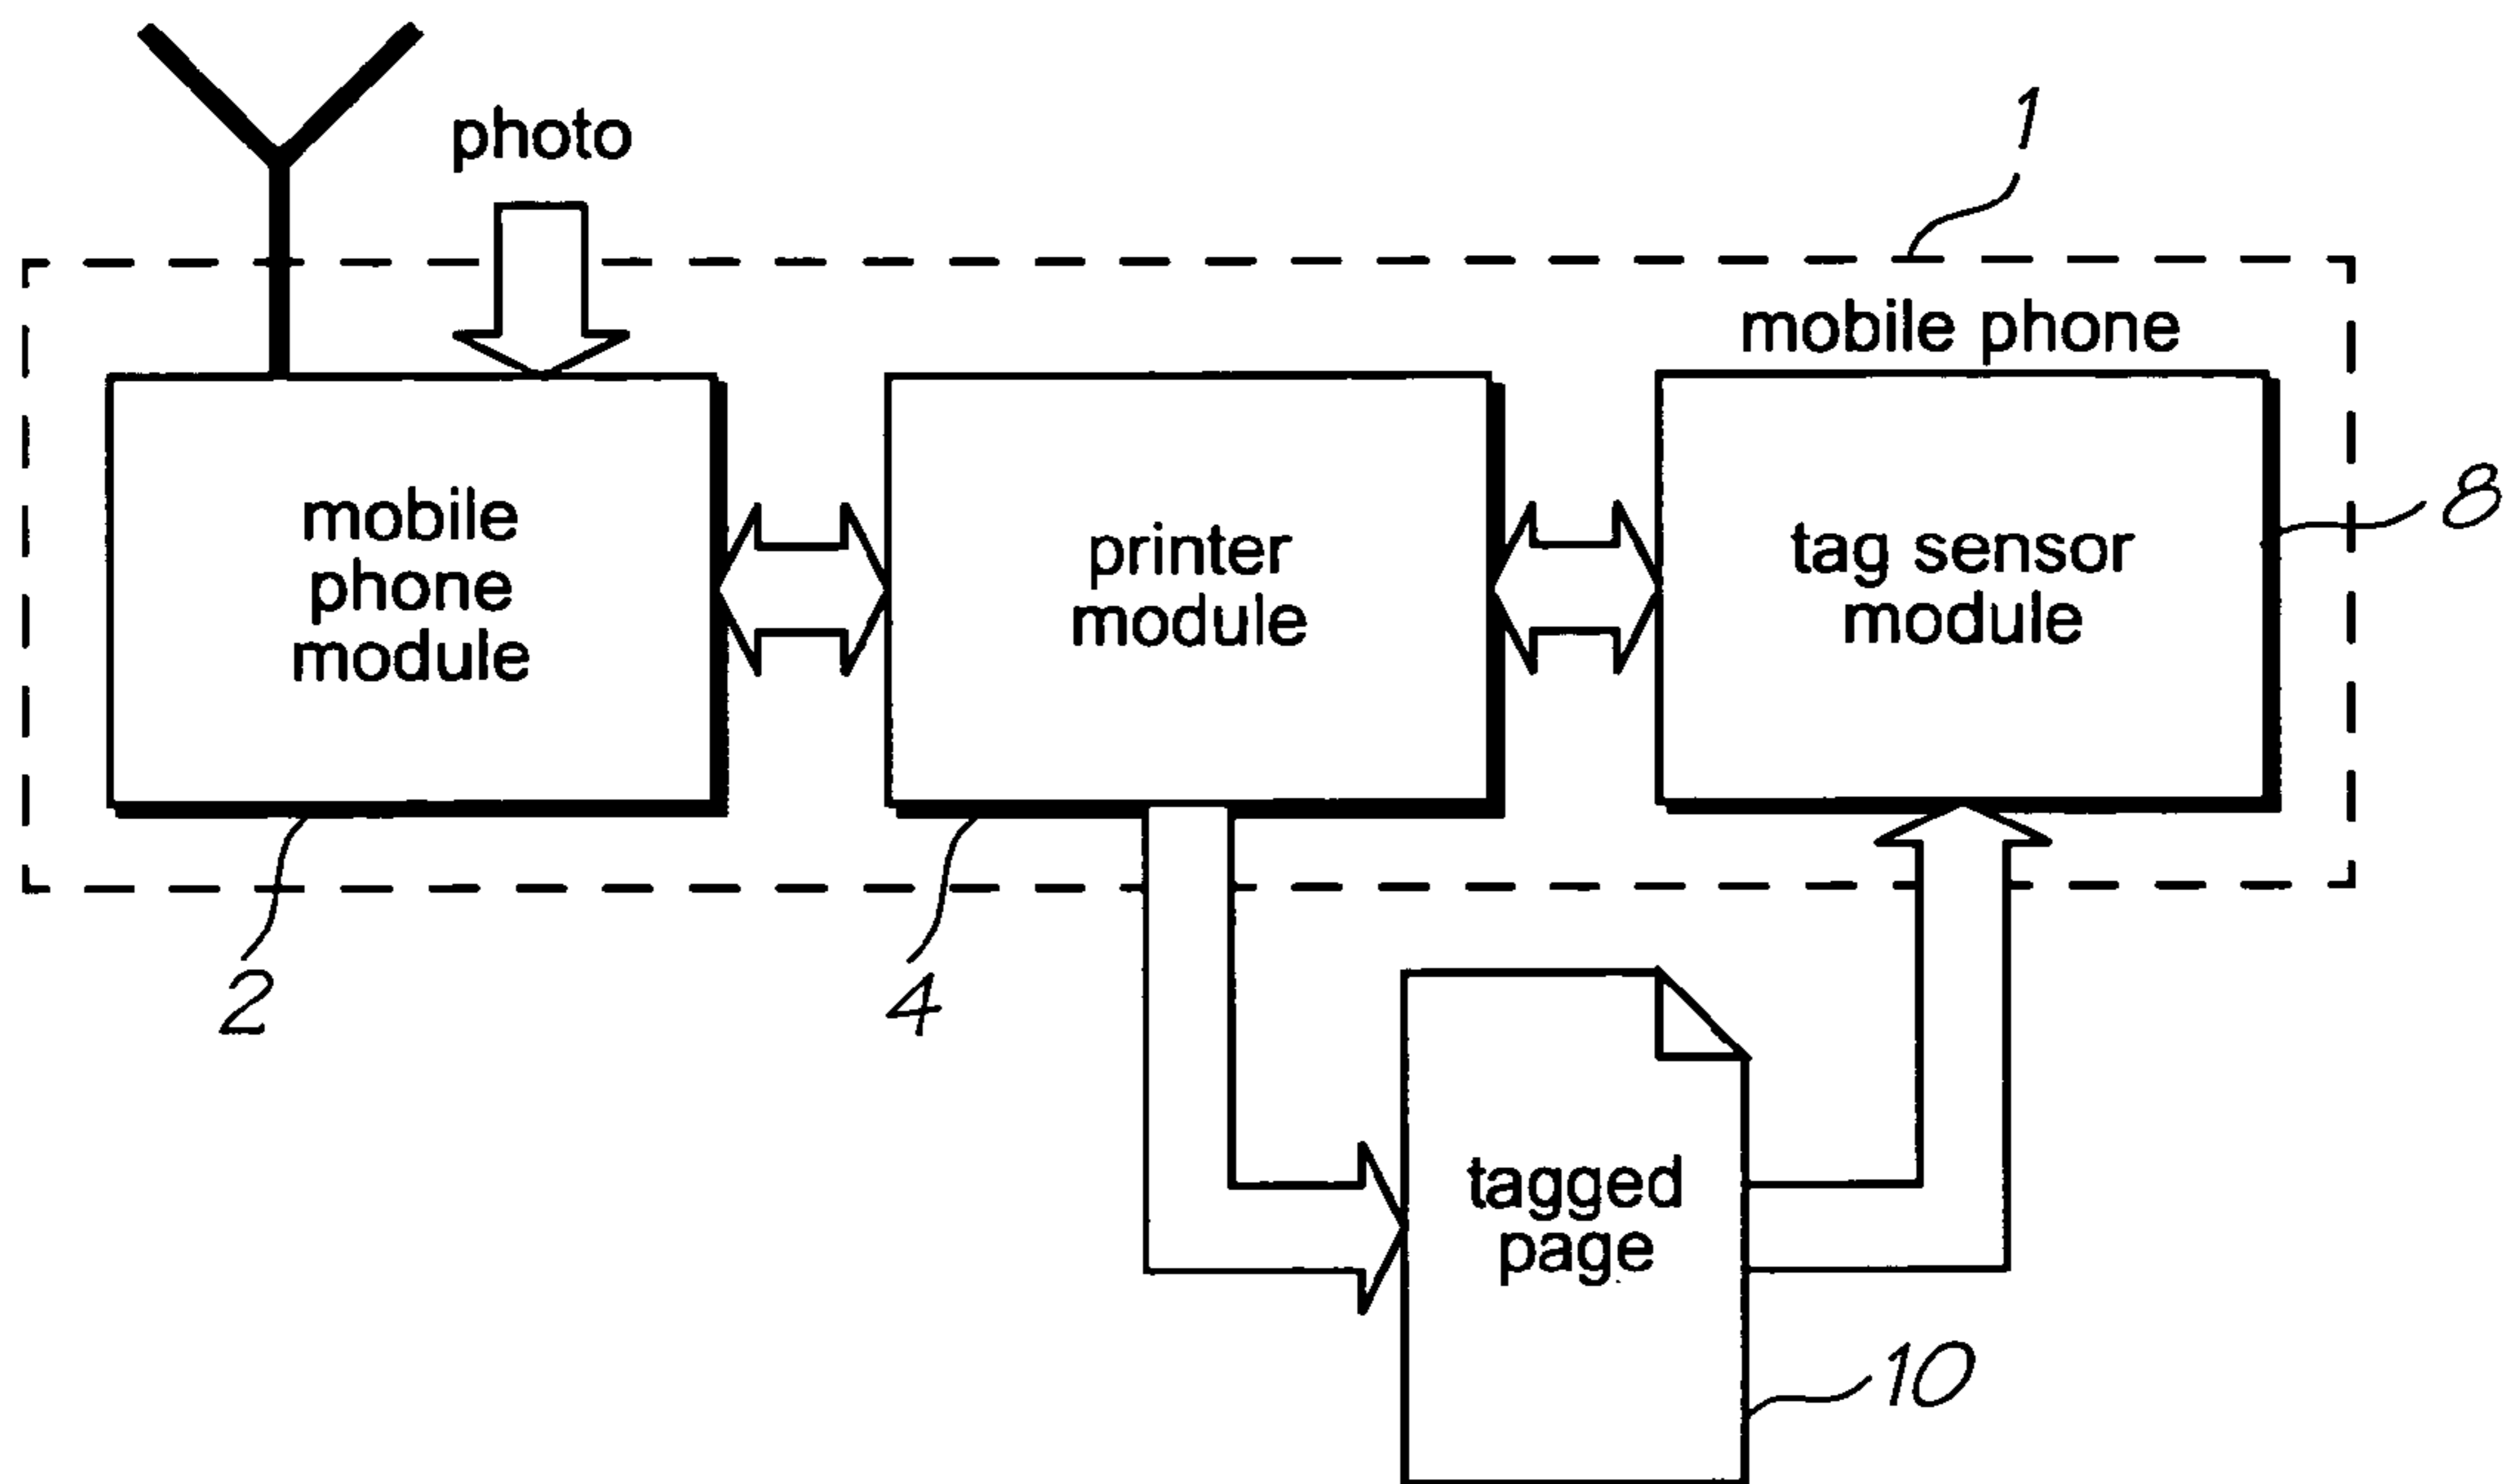 photo
1
mobile phone
mobile
phone
module
printer
module
tag sensor
module
8
2
4
tagged
page
10